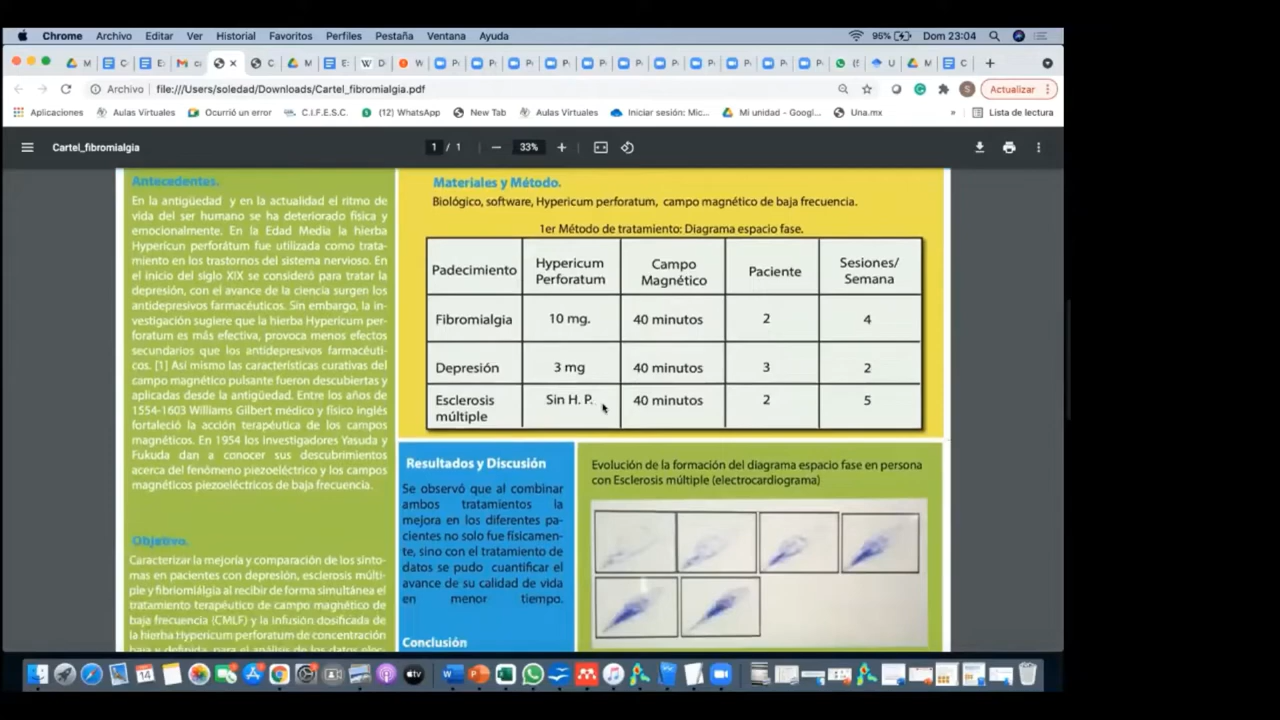 Chrome Archivo Editar Ver Historial Favoritos Perfiles Pestaña Ventana Ayuda 96% Dom 23:04
Archivo file:///Users/soledad/Downloads/Cartel_fibromialgia.pdf S Actualizar
Aplicaciones Aulas Virtuales Ocurrió un error C.I.F.E.S.C. (12) WhatsApp New Tab Aulas Virtuales Iniciar sesión: Mic... Mi unidad - Googl... Una.mx » Lista de lectura
Cartel_fibromialgia 1 / 1 33%
Antecedentes.
En la antigüedad y en la actualidad el ritmo de
vida del ser humano se ha deteriorado física y
emocionalmente. En la Edad Media la hierba
Hypericun perforátum fue utilizada como trata-
miento en los trastornos del sistema nervioso. En
el inicio del siglo XIX se consideró para tratar la
depresión, con el avance de la ciencia surgen los
antidepresivos farmacéuticos. Sin embargo, la in-
vestigación sugiere que la hierba Hypericum per-
foratum es más efectiva, provoca menos efectos
secundarios que los antidepresivos farmacéuti-
cos. [1] Así mismo las características curativas del
campo magnético pulsante fueron descubiertas y
aplicadas desde la antigüedad. Entre los años de
1554-1603 Williams Gilbert médico y físico inglés
fortaleció la acción terapéutica de los campos
magnéticos. En 1954 los investigadores Yasuda y
Fukuda dan a conocer sus descubrimientos
acerca del fenómeno piezoeléctrico y los campos
magnéticos piezoeléctricos de baja frecuencia.
Objetivo.
Caracterizar la mejoría y comparación de los sínto-
mas en pacientes con depresión, esclerosis múlti-
ple y fibriomiálgia al recibir de forma simultánea el
tratamiento terapéutico de campo magnético de
baja frecuencia (CMLF) y la infusión dosificada de
la hierba Hypericum perforatum de concentración
baja y definida, para el análisis de los datos elec-
Materiales y Método.
Biológico, software, Hypericum perforatum, campo magnético de baja frecuencia.
1er Método de tratamiento: Diagrama espacio fase.
Padecimiento Hypericum Perforatum Campo Magnético Paciente Sesiones/ Semana
Fibromialgia 10 mg. 40 minutos 2 4
Depresión 3 mg 40 minutos 3 2
Esclerosis múltiple Sin H. P. 40 minutos 2 5
Resultados y Discusión
Se observó que al combinar
ambos tratamientos la
mejora en los diferentes pa-
cientes no solo fue físicamen-
te, sino con el tratamiento de
datos se pudo cuantificar el
avance de su calidad de vida
en menor tiempo.
Conclusión
Evolución de la formación del diagrama espacio fase en persona
con Esclerosis múltiple (electrocardiograma)